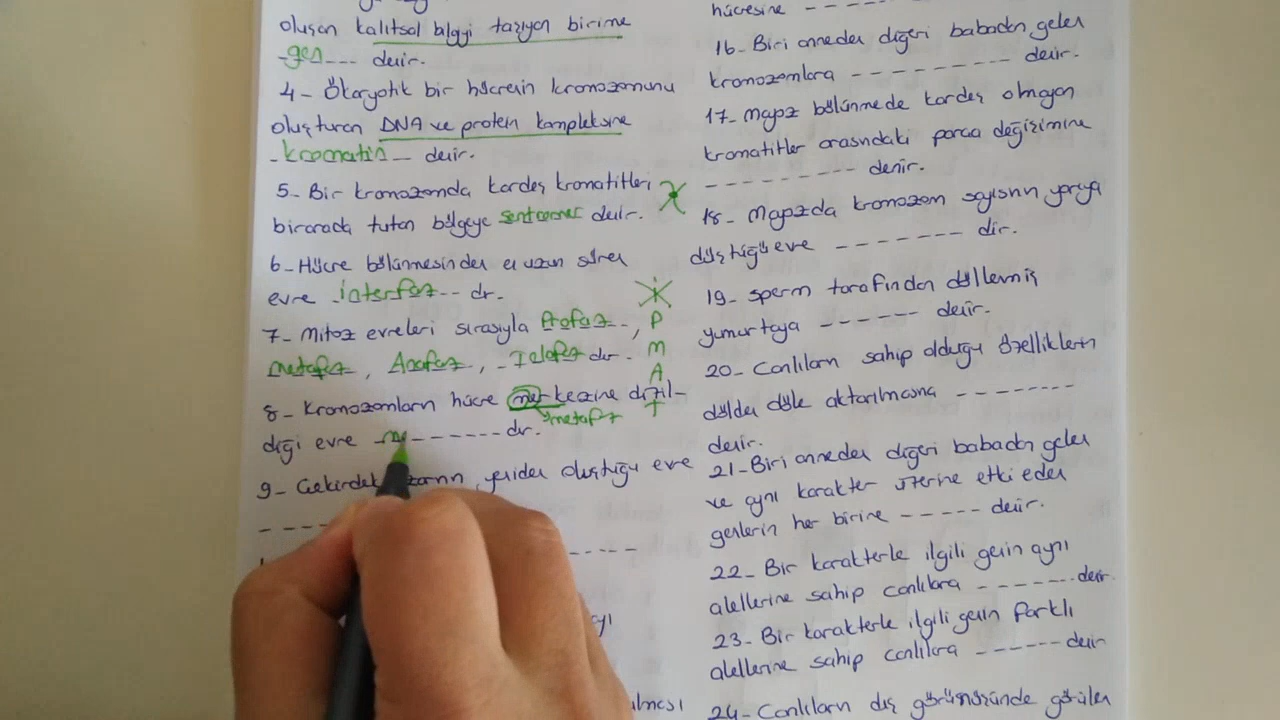 oluşan kalıtsal bilgiyi taşıyan birime
gen--- denir.
4- Ökaryotik bir hücrenin kromozomunu
oluşturan DNA ve protein kompleksine
-kromatin-- denir.
5- Bir kromozomda kardeş kromatitleri
birarada tutan bölgeye sentromer denir.
6- Hücre bölünmesinden en uzun süren
evre -interfaz-- dır.
7- Mitoz evreleri sırasıyla Profaz--,
metafaz, Anafaz, -Telofaz dır.
P
M
A
T
8- Kromozomların hücre merkezine dizil-
metafaz
diği evre -m------- dır.
9- Çekirdek zarının yeniden oluştuğu evre
----
-----
hücresine -----
16- Biri anneden diğeri babadan gelen
kromozomlara --------- denir.
17- Mayoz bölünmede kardeş olmayan
kromatitler arasındaki parça değişimine
---------- denir.
18- Mayozda kromozom sayısının yarıya
düştüğü evre ------- dir.
19- Sperm tarafından döllenmiş
yumurtaya ------ denir.
20- Canlıların sahip olduğu özelliklerin
dölden döle aktarılmasına -------
denir.
21- Biri anneden diğeri babadan gelen
ve aynı karakter üzerine etki eden
genlerin her birine ----- denir.
22- Bir karakterle ilgili genin aynı
alellerine sahip canlılara ------- denir
23- Bir karakterle ilgili genin farklı
alellerine sahip canlılara ------ denir
24- Canlıların dış görünüşünde görülen